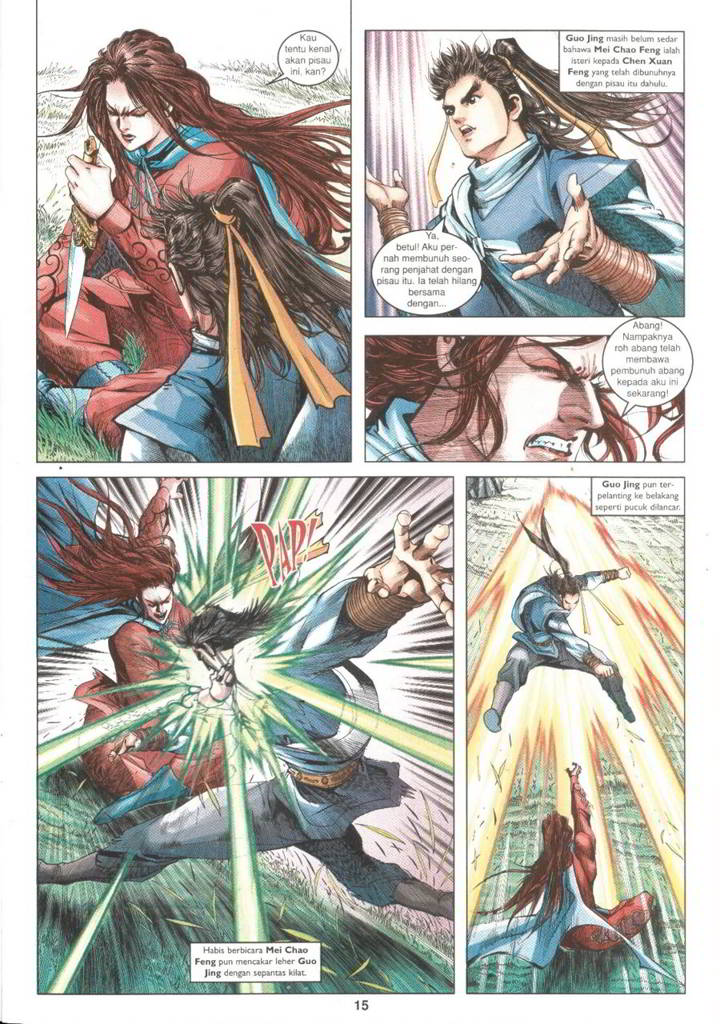 Kau
tentu kenal
akan pisau
ini, kan?
Guo Jing masih belum sedar
bahawa Mei Chao Feng ialah
isteri kepada Chen Xuan
Feng yang telah dibunuhnya
dengan pisau itu dahulu.
Ya,
betul! Aku per-
nah membunuh seo-
rang penjahat dengan
pisau itu. Ia telah hilang
bersama
dengan...
Abang!
Nampaknya
roh abang telah
membawa
pembunuh abang
kepada aku ini
sekarang!
PAP!
Habis berbicara Mei Chao
Feng pun mencakar leher Guo
Jing dengan sepantas kilat.
Guo Jing pun ter-
pelanting ke belakang
seperti pucuk dilancar.
15